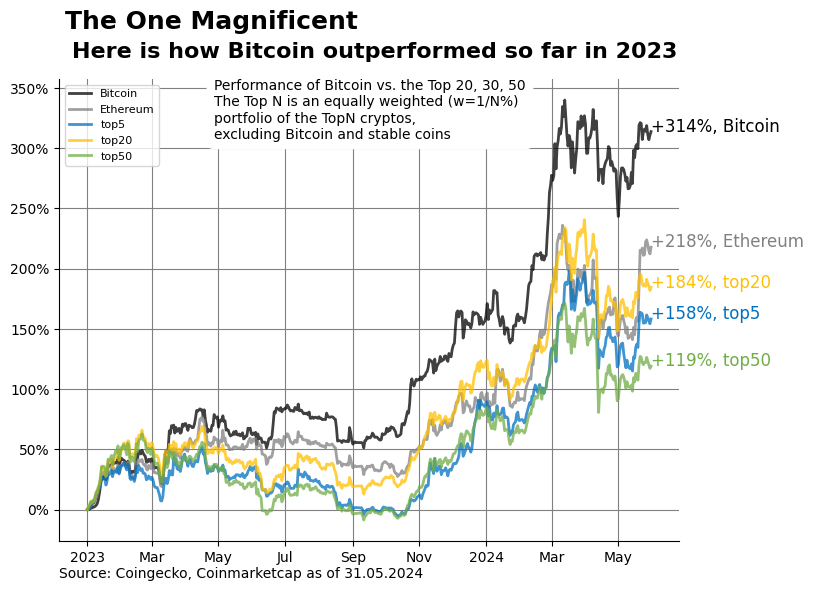 The One Magnificent
Here is how Bitcoin outperformed so far in 2023
Performance of Bitcoin vs. the Top 20, 30, 50
The Top N is an equally weighted (w=1/N%)
portfolio of the TopN cryptos,
excluding Bitcoin and stable coins
Bitcoin
Ethereum
top5
top20
top50
350%
300%
250%
200%
150%
100%
50%
0%
+314%, Bitcoin
+218%, Ethereum
+184%, top20
+158%, top5
+119%, top50
2023 Mar May Jul Sep Nov 2024 Mar May
Source: Coingecko, Coinmarketcap as of 31.05.2024